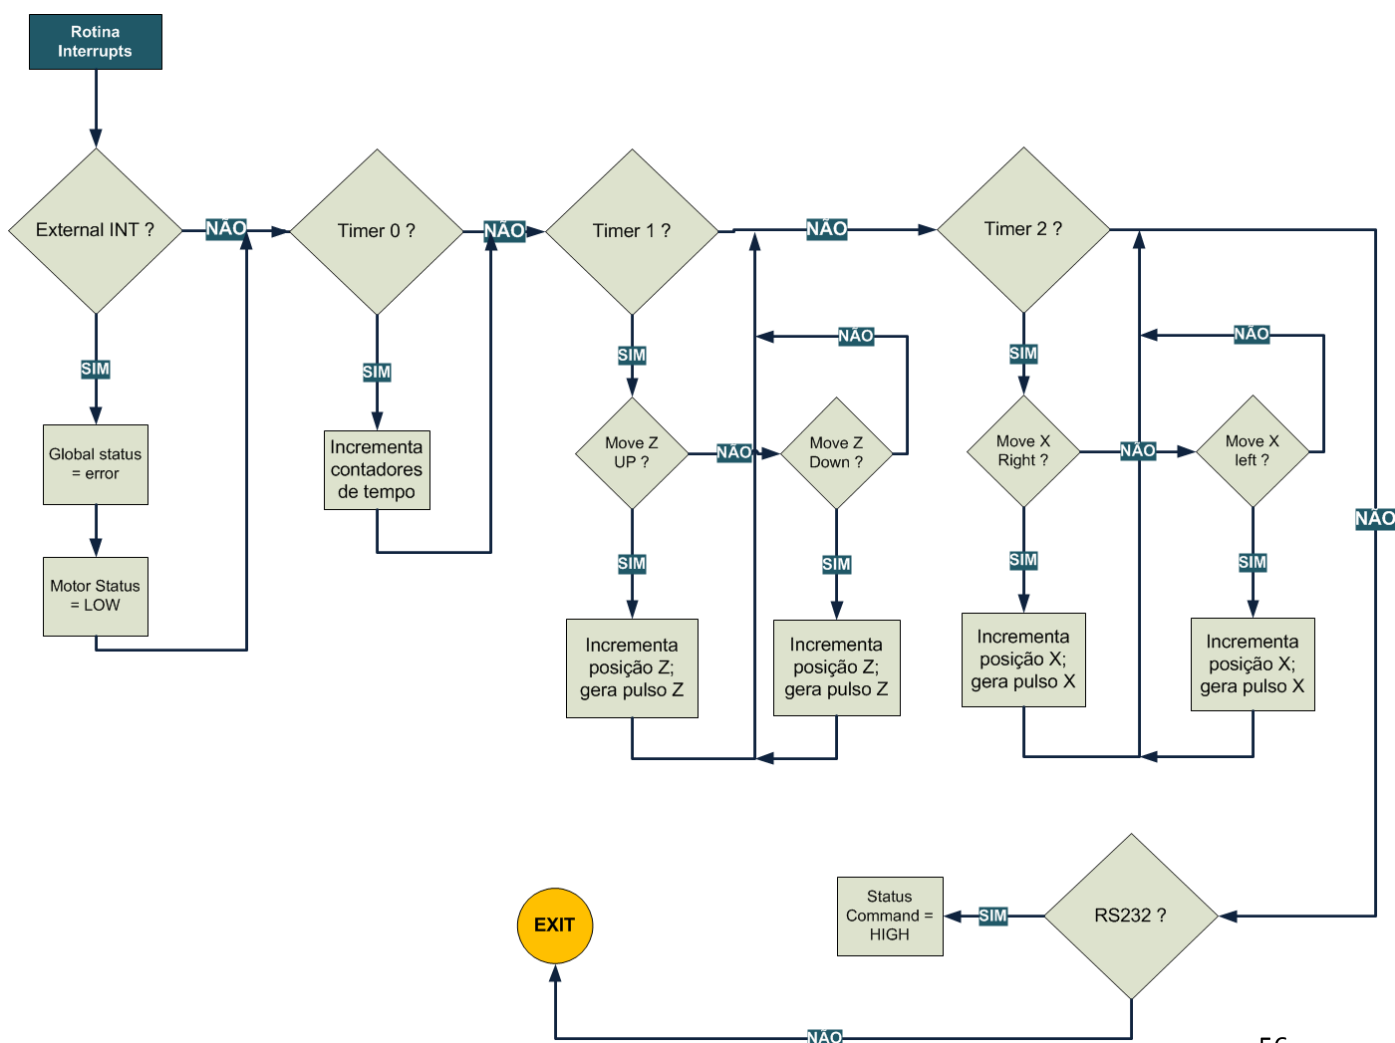 Rotina
Interrupts
External INT ?
NÃO
Timer 0 ?
NÃO
Timer 1 ?
NÃO
Timer 2 ?
SIM
SIM
SIM
SIM
NÃO
NÃO
Global status
= error
Incrementa
contadores
de tempo
Move Z
UP ?
NÃO
Move Z
Down ?
Move X
Right ?
NÃO
Move X
left ?
NÃO
Motor Status
= LOW
SIM
SIM
SIM
SIM
Incrementa
posição Z;
gera pulso Z
Incrementa
posição Z;
gera pulso Z
Incrementa
posição X;
gera pulso X
Incrementa
posição X;
gera pulso X
EXIT
Status
Command =
HIGH
SIM
RS232 ?
NÃO
56